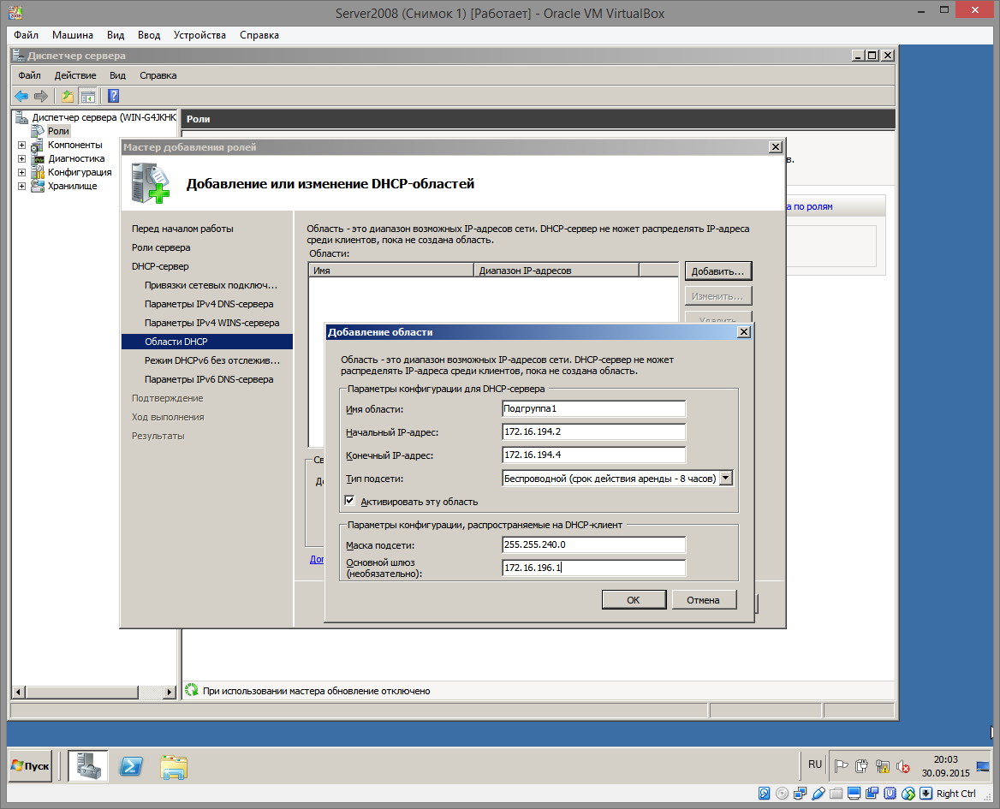 Server2008 (Снимок 1) [Работает] - Oracle VM VirtualBox
Файл Машина Вид Ввод Устройства Справка
Диспетчер сервера
Файл Действие Вид Справка
Диспетчер сервера (WIN-G4JKHK
Роли
Роли
Компоненты
Диагностика
Конфигурация
Хранилище
в.
а по ролям
Мастер добавления ролей
Добавление или изменение DHCP-областей
Перед началом работы
Роли сервера
DHCP-сервер
Привязки сетевых подключ...
Параметры IPv4 DNS-сервера
Параметры IPv4 WINS-сервера
Области DHCP
Режим DHCPv6 без отслежив...
Параметры IPv6 DNS-сервера
Подтверждение
Ход выполнения
Результаты
Область - это диапазон возможных IP-адресов сети. DHCP-сервер не может распределять IP-адреса
среди клиентов, пока не создана область.
Области:
Имя Диапазон IP-адресов
Добавить...
Изменить...
Удалить
Св
До
Доп
Добавление области
Область - это диапазон возможных IP-адресов сети. DHCP-сервер не может
распределять IP-адреса среди клиентов, пока не создана область.
Параметры конфигурации для DHCP-сервера
Имя области: Подгруппа1
Начальный IP-адрес: 172.16.194.2
Конечный IP-адрес: 172.16.194.4
Тип подсети: Беспроводной (срок действия аренды - 8 часов)
Активировать эту область
Параметры конфигурации, распространяемые на DHCP-клиент
Маска подсети: 255.255.240.0
Основной шлюз
(необязательно): 172.16.196.1
ОК Отмена
При использовании мастера обновление отключено
Пуск
RU
20:03
30.09.2015
Right Ctrl